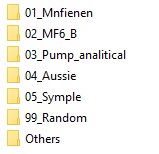 01_Mnfienen
02_MF6_B
03_Pump_analitical
04_Aussie
05_Symple
99_Random
Others